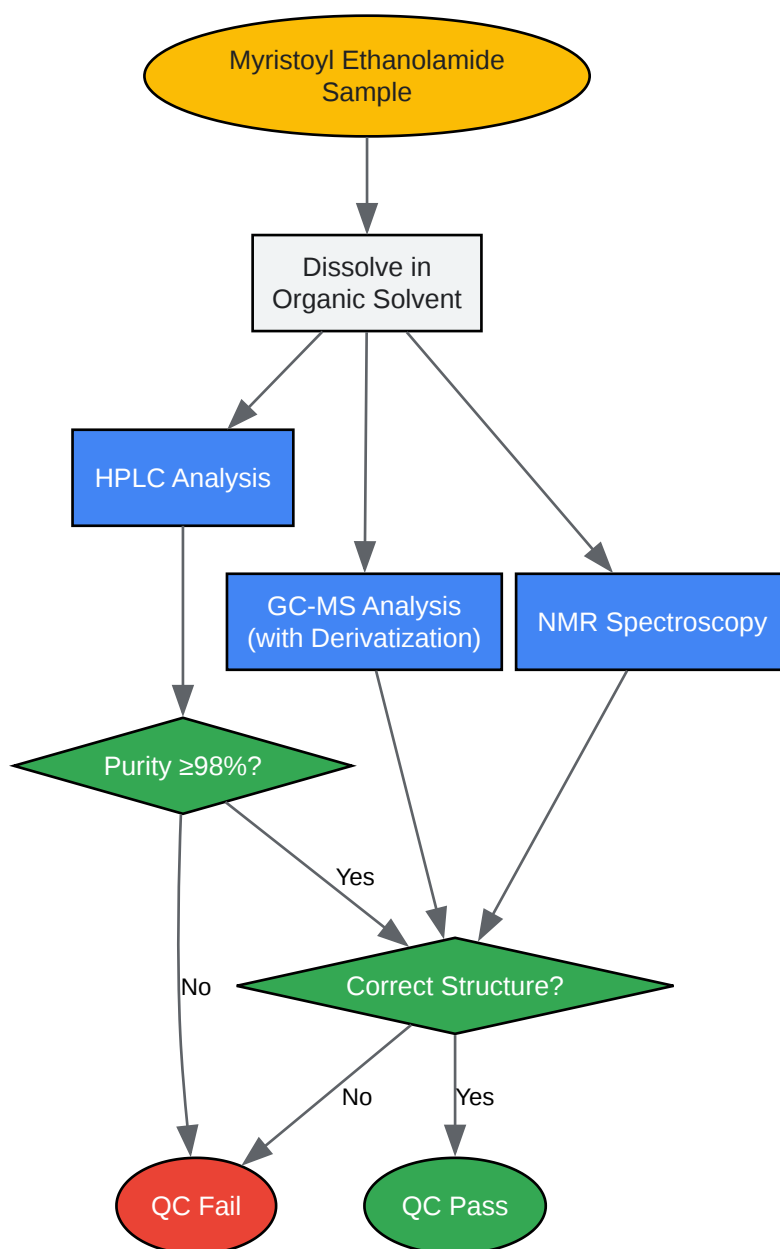 Myristoyl Ethanolamide
Sample
Dissolve in
Organic Solvent
HPLC Analysis
GC-MS Analysis
(with Derivatization)
NMR Spectroscopy
Purity ≥98%?
Yes
No
Correct Structure?
No
Yes
QC Fail
QC Pass